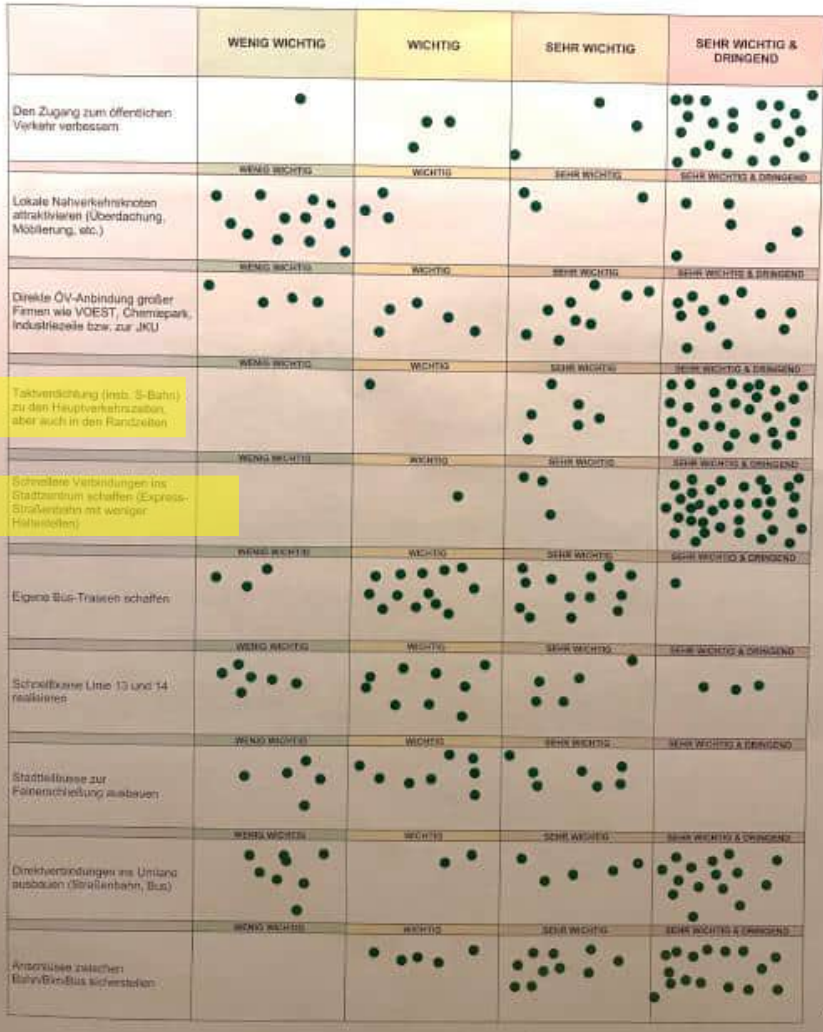 WENIG WICHTIG
WICHTIG
SEHR WICHTIG
SEHR WICHTIG &
DRINGEND
Den Zugang zum öffentlichen
Verkehr verbessern
WENIG WICHTIG
WICHTIG
SEHR WICHTIG
SEHR WICHTIG & DRINGEND
Lokale Nahverkehrsknoten
attraktivieren (Überdachung,
Möblierung, etc.)
WENIG WICHTIG
WICHTIG
SEHR WICHTIG
SEHR WICHTIG & DRINGEND
Direkte ÖV-Anbindung großer
Firmen wie VOEST, Chemiepark,
Industriezeile bzw. zur JKU
WENIG WICHTIG
WICHTIG
SEHR WICHTIG
SEHR WICHTIG & DRINGEND
Taktverdichtung (insb. S-Bahn)
zu den Hauptverkehrszeiten,
aber auch in den Randzeiten
WENIG WICHTIG
WICHTIG
SEHR WICHTIG
SEHR WICHTIG & DRINGEND
Schnellere Verbindungen ins
Stadtzentrum schaffen (Express-
Straßenbahn mit weniger
Haltestellen)
WENIG WICHTIG
WICHTIG
SEHR WICHTIG
SEHR WICHTIG & DRINGEND
Eigene Bus-Trassen schaffen
WENIG WICHTIG
WICHTIG
SEHR WICHTIG
SEHR WICHTIG & DRINGEND
Schnellbusse Linie 13 und 14
realisieren
WENIG WICHTIG
WICHTIG
SEHR WICHTIG
SEHR WICHTIG & DRINGEND
Stadtteilbusse zur
Feinerschließung ausbauen
WENIG WICHTIG
WICHTIG
SEHR WICHTIG
SEHR WICHTIG & DRINGEND
Direktverbindungen ins Umland
ausbauen (Straßenbahn, Bus)
WENIG WICHTIG
WICHTIG
SEHR WICHTIG
SEHR WICHTIG & DRINGEND
Anschlüsse zwischen
Bahn/Bim/Bus sicherstellen